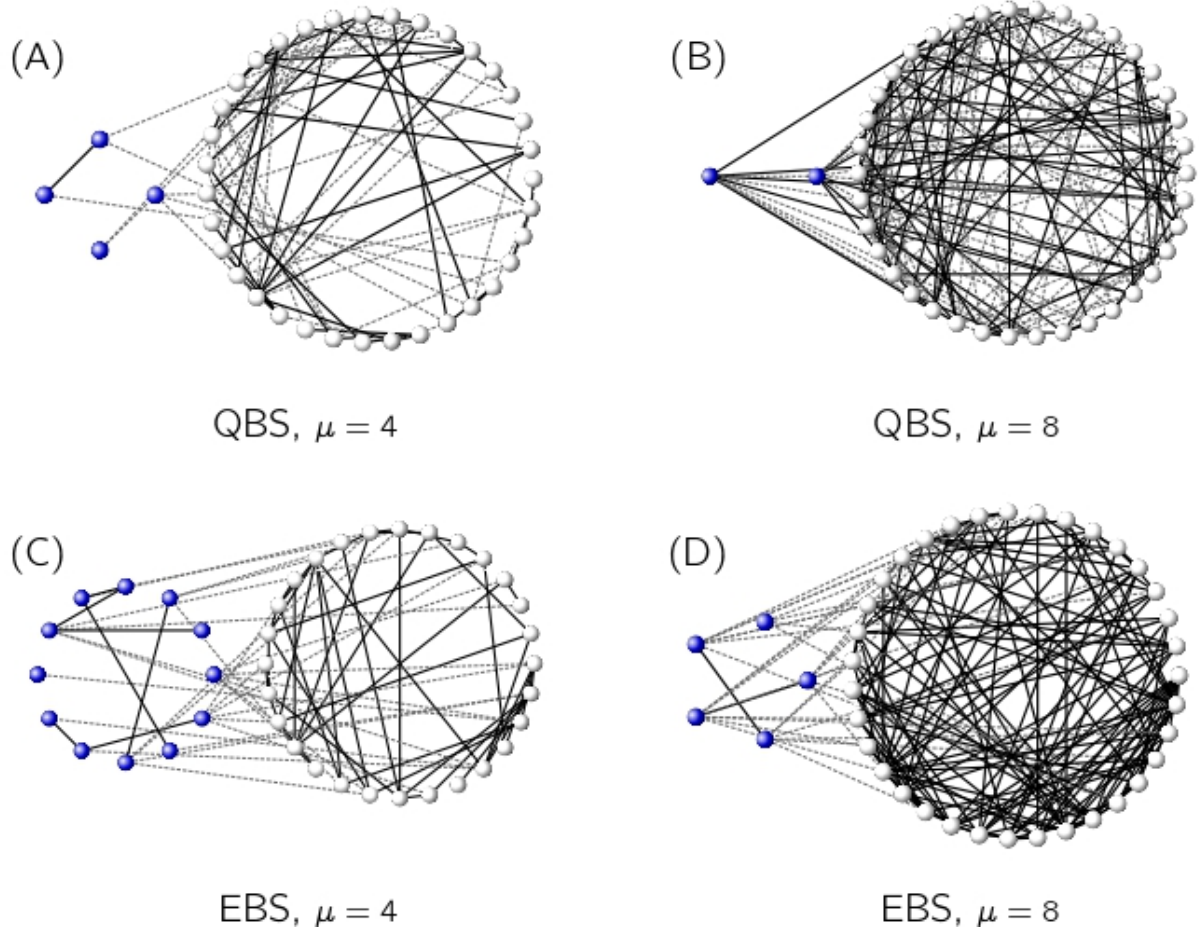 (A)
(B)
QBS, μ = 4
QBS, μ = 8
(C)
(D)
EBS, μ = 4
EBS, μ = 8